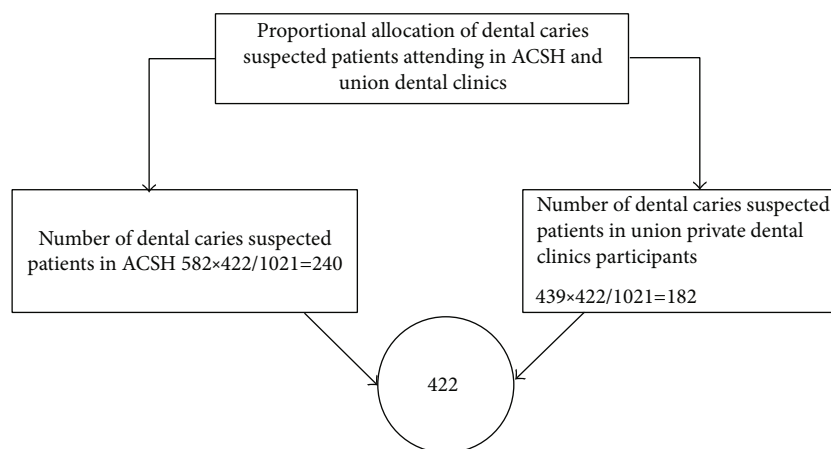 Proportional allocation of dental caries
suspected patients attending in ACSH and
union dental clinics
Number of dental caries suspected
patients in ACSH 582×422/1021=240
Number of dental caries suspected
patients in union private dental
clinics participants
439×422/1021=182
422